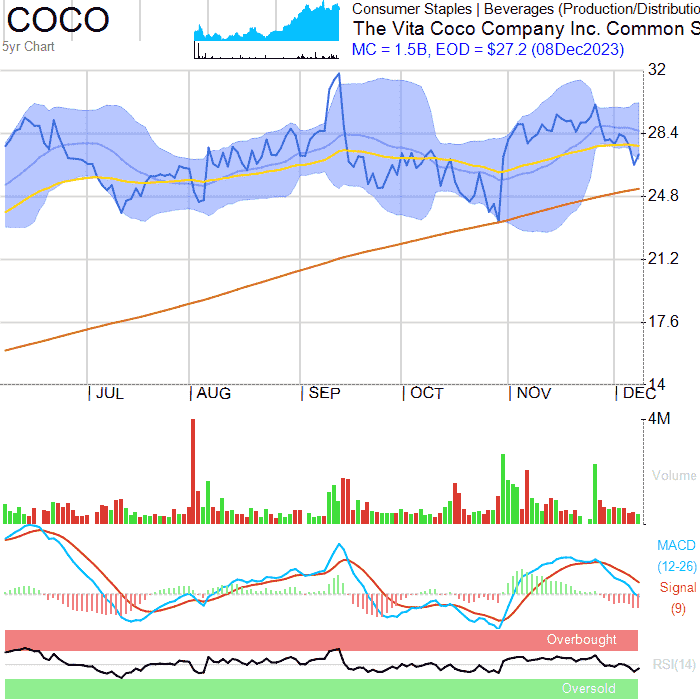 COCO
5yr Chart
Consumer Staples | Beverages (Production/Distributio
The Vita Coco Company Inc. Common S
MC = 1.5B, EOD = $27.2 (08Dec2023)
32
28.4
24.8
21.2
17.6
14
JUL AUG SEP OCT NOV DEC
4M
Volume
MACD
(12-26)
Signal
(9)
Overbought
RSI(14)
Oversold